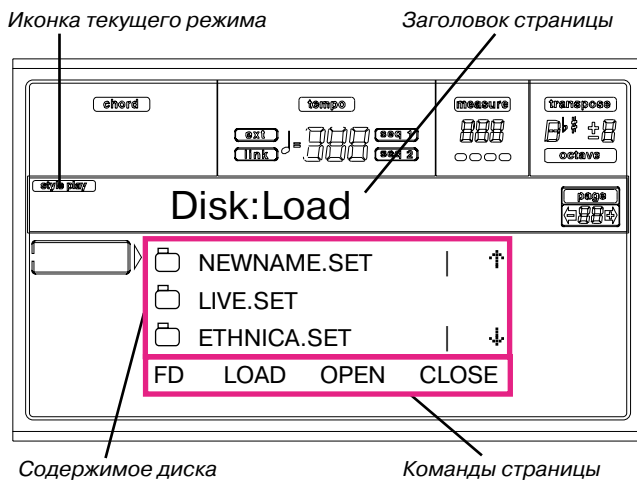 Иконка текущего режима Заголовок страницы
chord tempo measure transpose
ext seq 1
link seq 2
octave
style play
Disk:Load
page
NEWNAME.SET
LIVE.SET
ETHNICA.SET
FD LOAD OPEN CLOSE
Содержимое диска Команды страницы